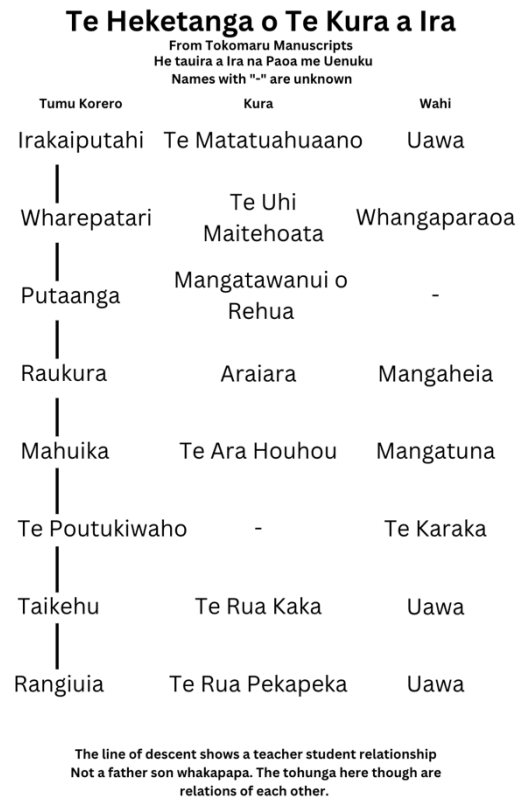 Te Heketanga o Te Kura a Ira
From Tokomaru Manuscripts
He tauira a Ira na Paoa me Uenuku
Names with "-" are unknown
Tumu Korero Kura Wahi
Irakaiputahi Te Matatuahuaano Uawa
Wharepatari Te Uhi
Maitehoata Whangaparaoa
Putaanga Mangatawanui o
Rehua -
Raukura Araiara Mangaheia
Mahuika Te Ara Houhou Mangatuna
Te Poutukiwaho - Te Karaka
Taikehu Te Rua Kaka Uawa
Rangiuia Te Rua Pekapeka Uawa
The line of descent shows a teacher student relationship
Not a father son whakapapa. The tohunga here though are
relations of each other.